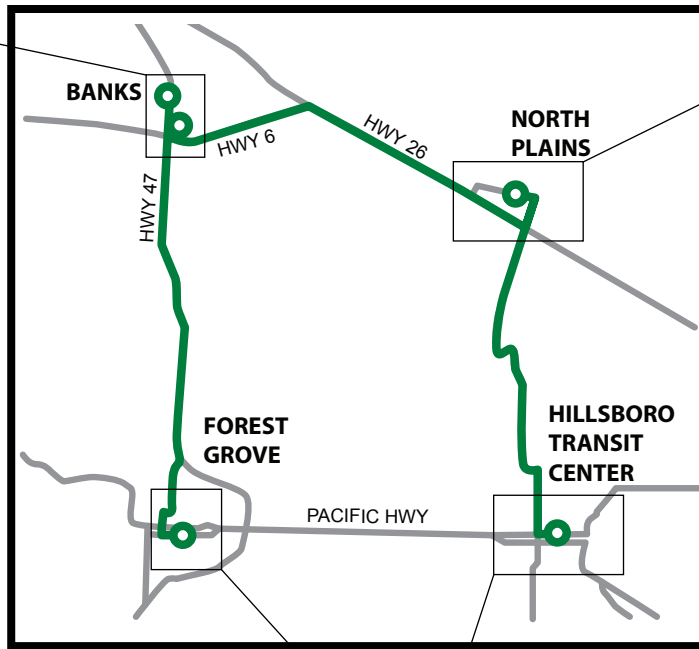 BANKS
HWY 6
HWY 26
NORTH
PLAINS
HWY 47
FOREST
GROVE
HILLSBORO
TRANSIT
CENTER
PACIFIC HWY